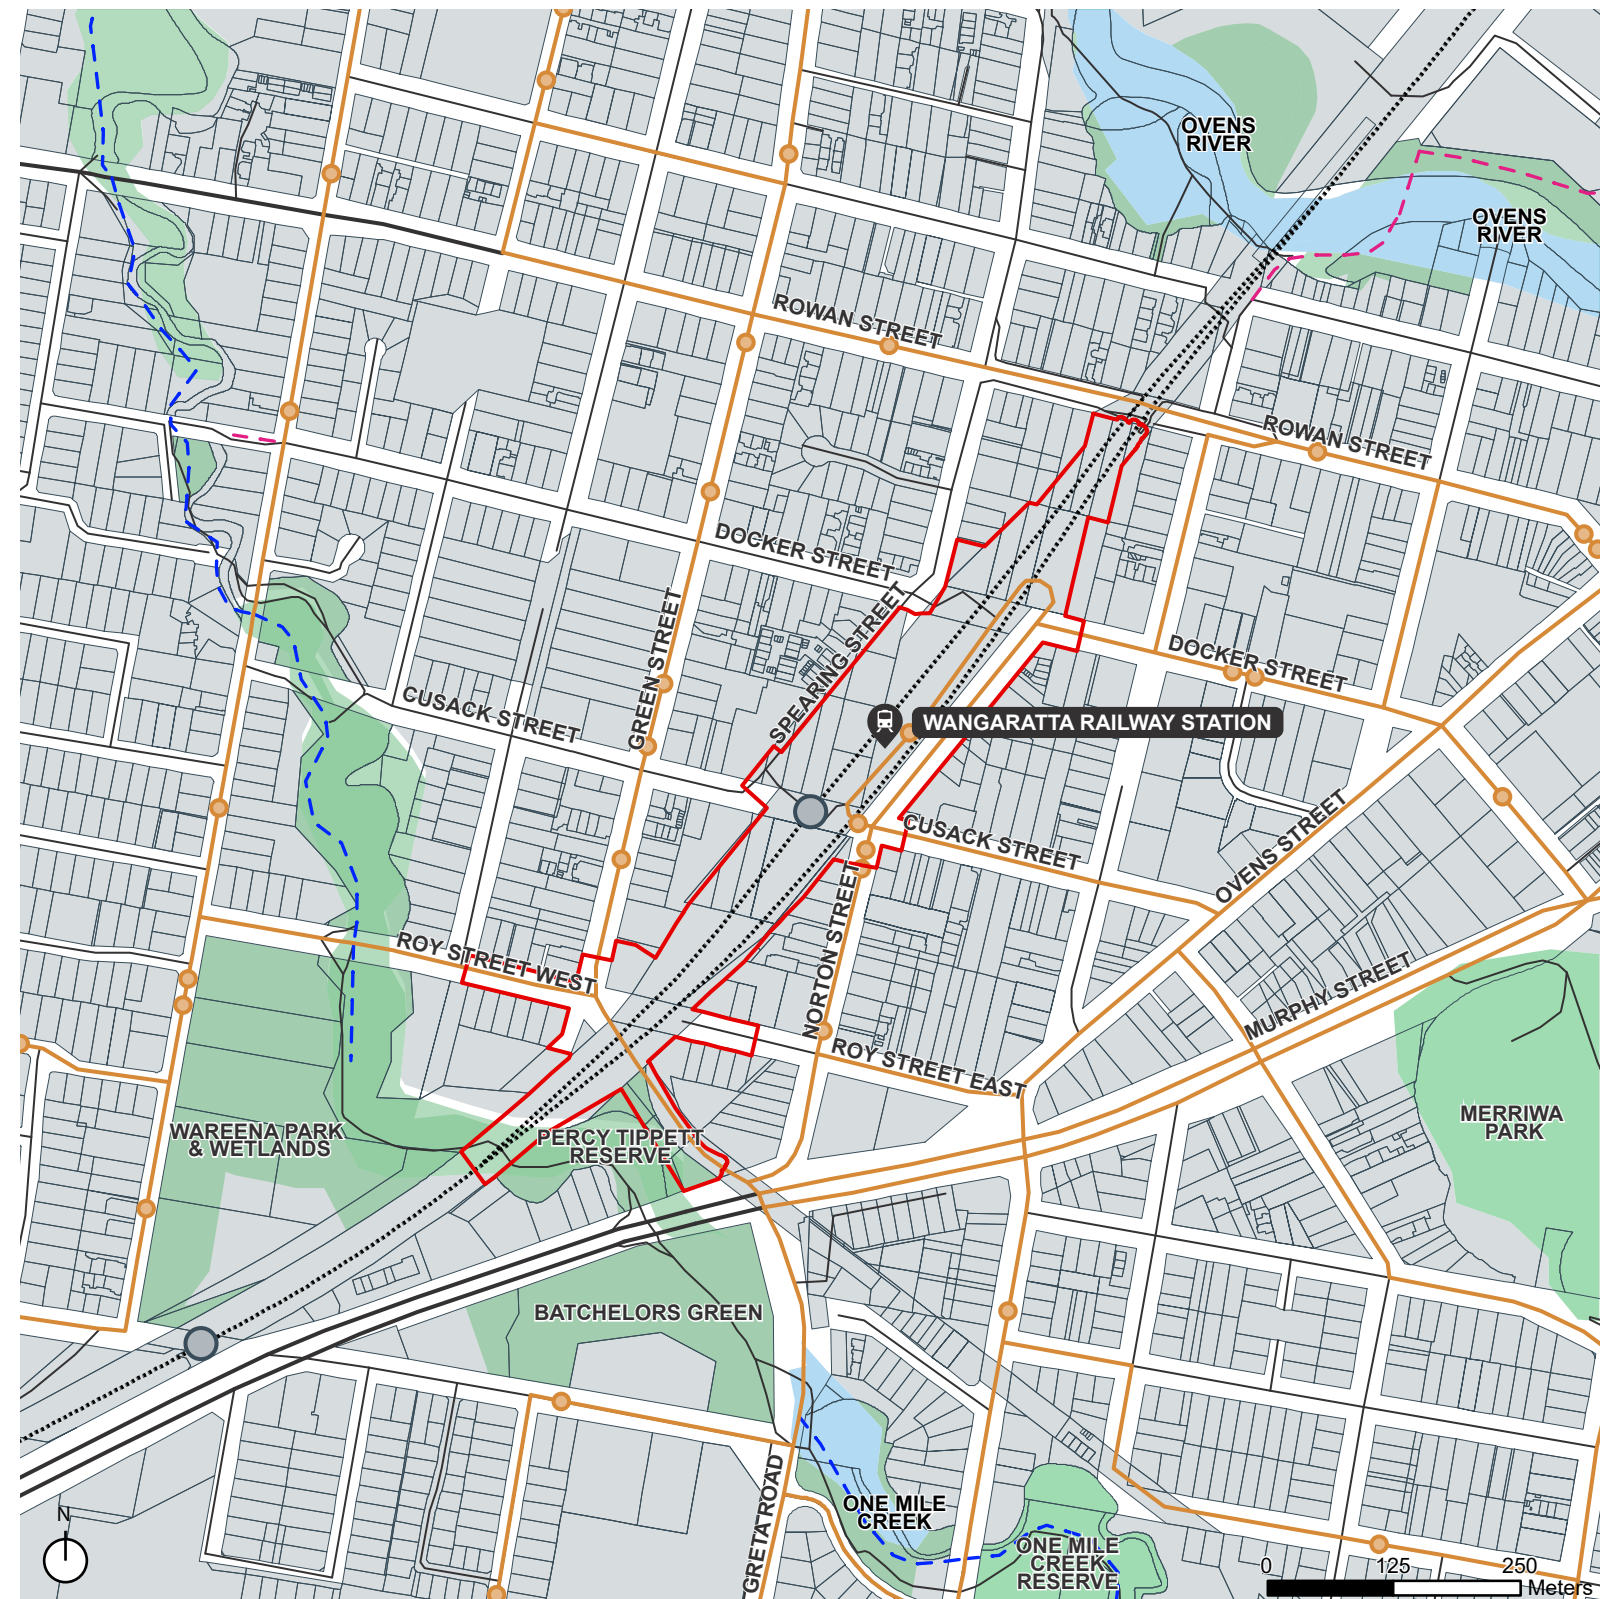 OVENS
RIVER
OVENS
RIVER
ROWAN STREET
ROWAN STREET
DOCKER STREET
SPEARING STREET
GREEN STREET
DOCKER STREET
CUSACK STREET
WANGARATTA RAILWAY STATION
CUSACK STREET
OVENS STREET
NORTON STREET
ROY STREET WEST
MURPHY STREET
ROY STREET EAST
WAREENA PARK
& WETLANDS
PERCY TIPPETT
RESERVE
MERRIWA
PARK
BATCHELORS GREEN
GRETA ROAD
ONE MILE
CREEK
ONE MILE
CREEK
RESERVE
N
0 125 250
Meters